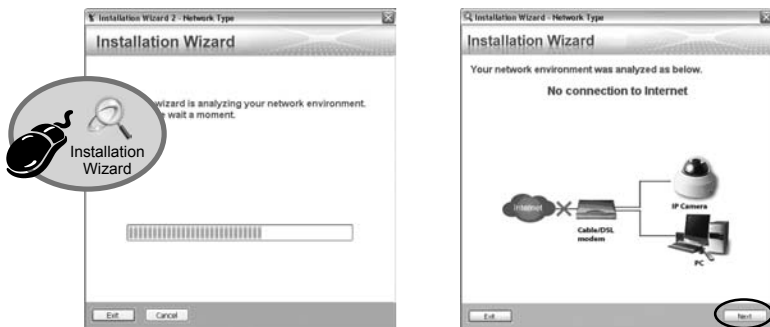 Installation Wizard 2 - Network Type
Installation Wizard
wizard is analyzing your network environment.
wait a moment.
Installation
Wizard
Exit
Cancel
Installation Wizard - Network Type
Installation Wizard
Your network environment was analyzed as below.
No connection to Internet
Internet
Cable/DSL
modem
IP Camera
PC
Exit
Next